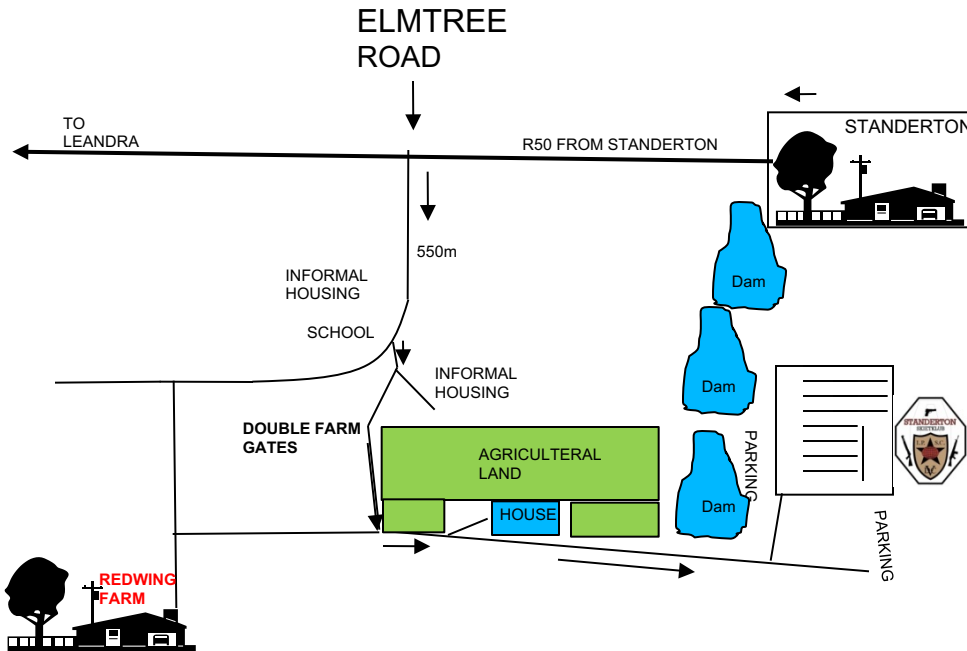 ELMTREE
ROAD
TO
LEANDRA
R50 FROM STANDERTON
STANDERTON
550m
INFORMAL
HOUSING
Dam
SCHOOL
INFORMAL
HOUSING
Dam
DOUBLE FARM
GATES
AGRICULTERAL
LAND
PARKING
STANDERTON
SKUTKLUB
HOUSE
Dam
PARKING
REDWING
FARM